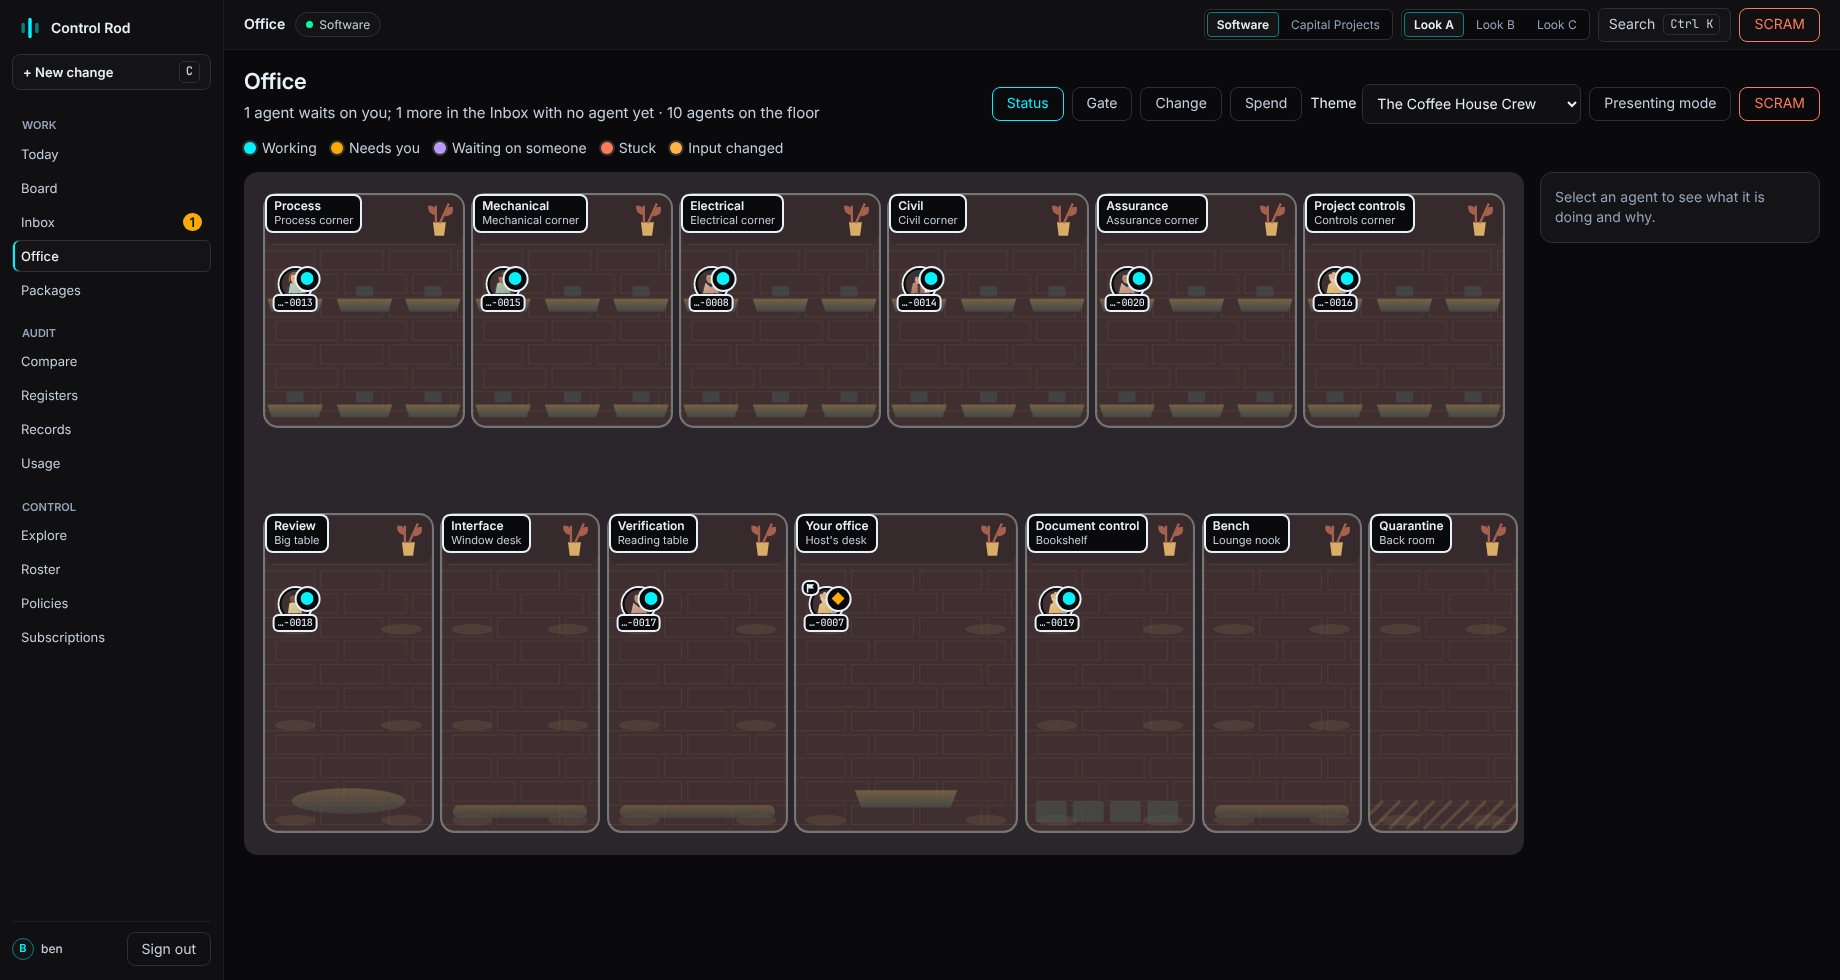 Control Rod
+ New change C
WORK
Today
Board
Inbox 1
Office
Packages
AUDIT
Compare
Registers
Records
Usage
CONTROL
Explore
Roster
Policies
Subscriptions
B ben Sign out
Office Software
Software Capital Projects Look A Look B Look C Search Ctrl K SCRAM
Office
1 agent waits on you; 1 more in the Inbox with no agent yet · 10 agents on the floor
Status Gate Change Spend Theme The Coffee House Crew Presenting mode SCRAM
Working Needs you Waiting on someone Stuck Input changed
Process
Process corner
…-0013
Mechanical
Mechanical corner
…-0015
Electrical
Electrical corner
…-0008
Civil
Civil corner
…-0014
Assurance
Assurance corner
…-0020
Project controls
Controls corner
…-0016
Review
Big table
…-0018
Interface
Window desk
Verification
Reading table
…-0017
Your office
Host's desk
…-0007
Document control
Bookshelf
…-0019
Bench
Lounge nook
Quarantine
Back room
Select an agent to see what it is
doing and why.